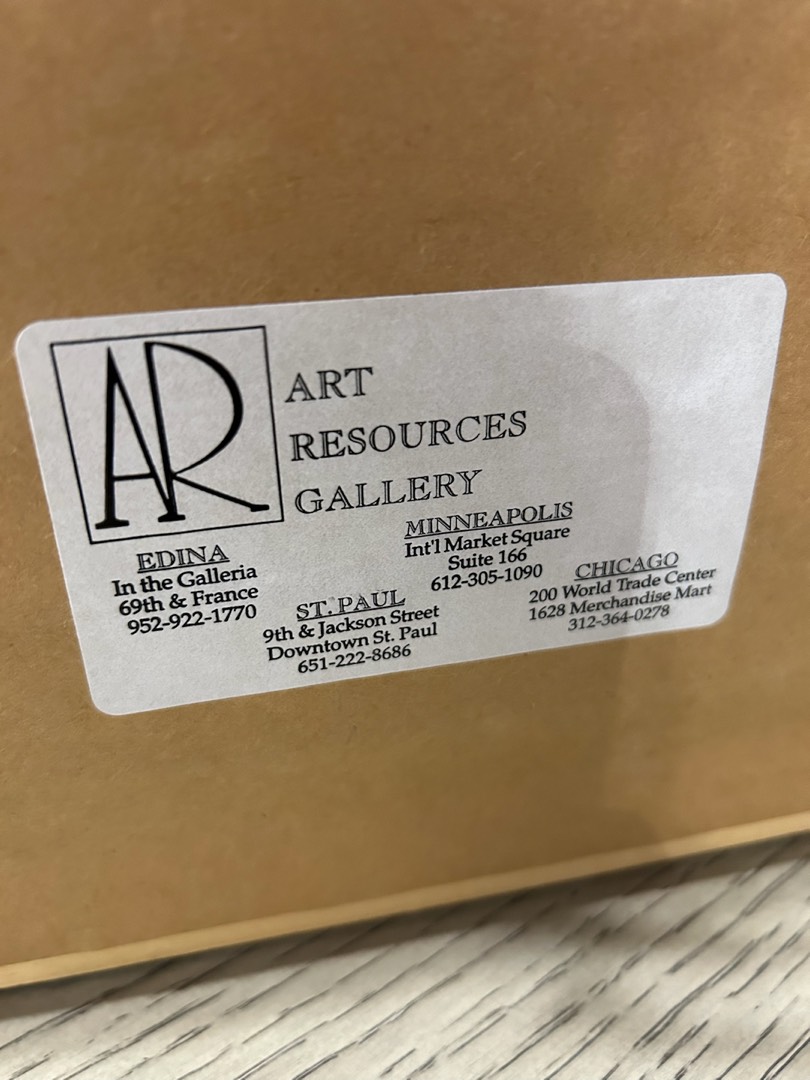 AR
ART
RESOURCES
GALLERY
EDINA
In the Galleria
69th & France
952-922-1770
ST. PAUL
9th & Jackson Street
Downtown St. Paul
651-222-8686
MINNEAPOLIS
Int'l Market Square
Suite 166
612-305-1090
CHICAGO
200 World Trade Center
1628 Merchandise Mart
312-364-0278